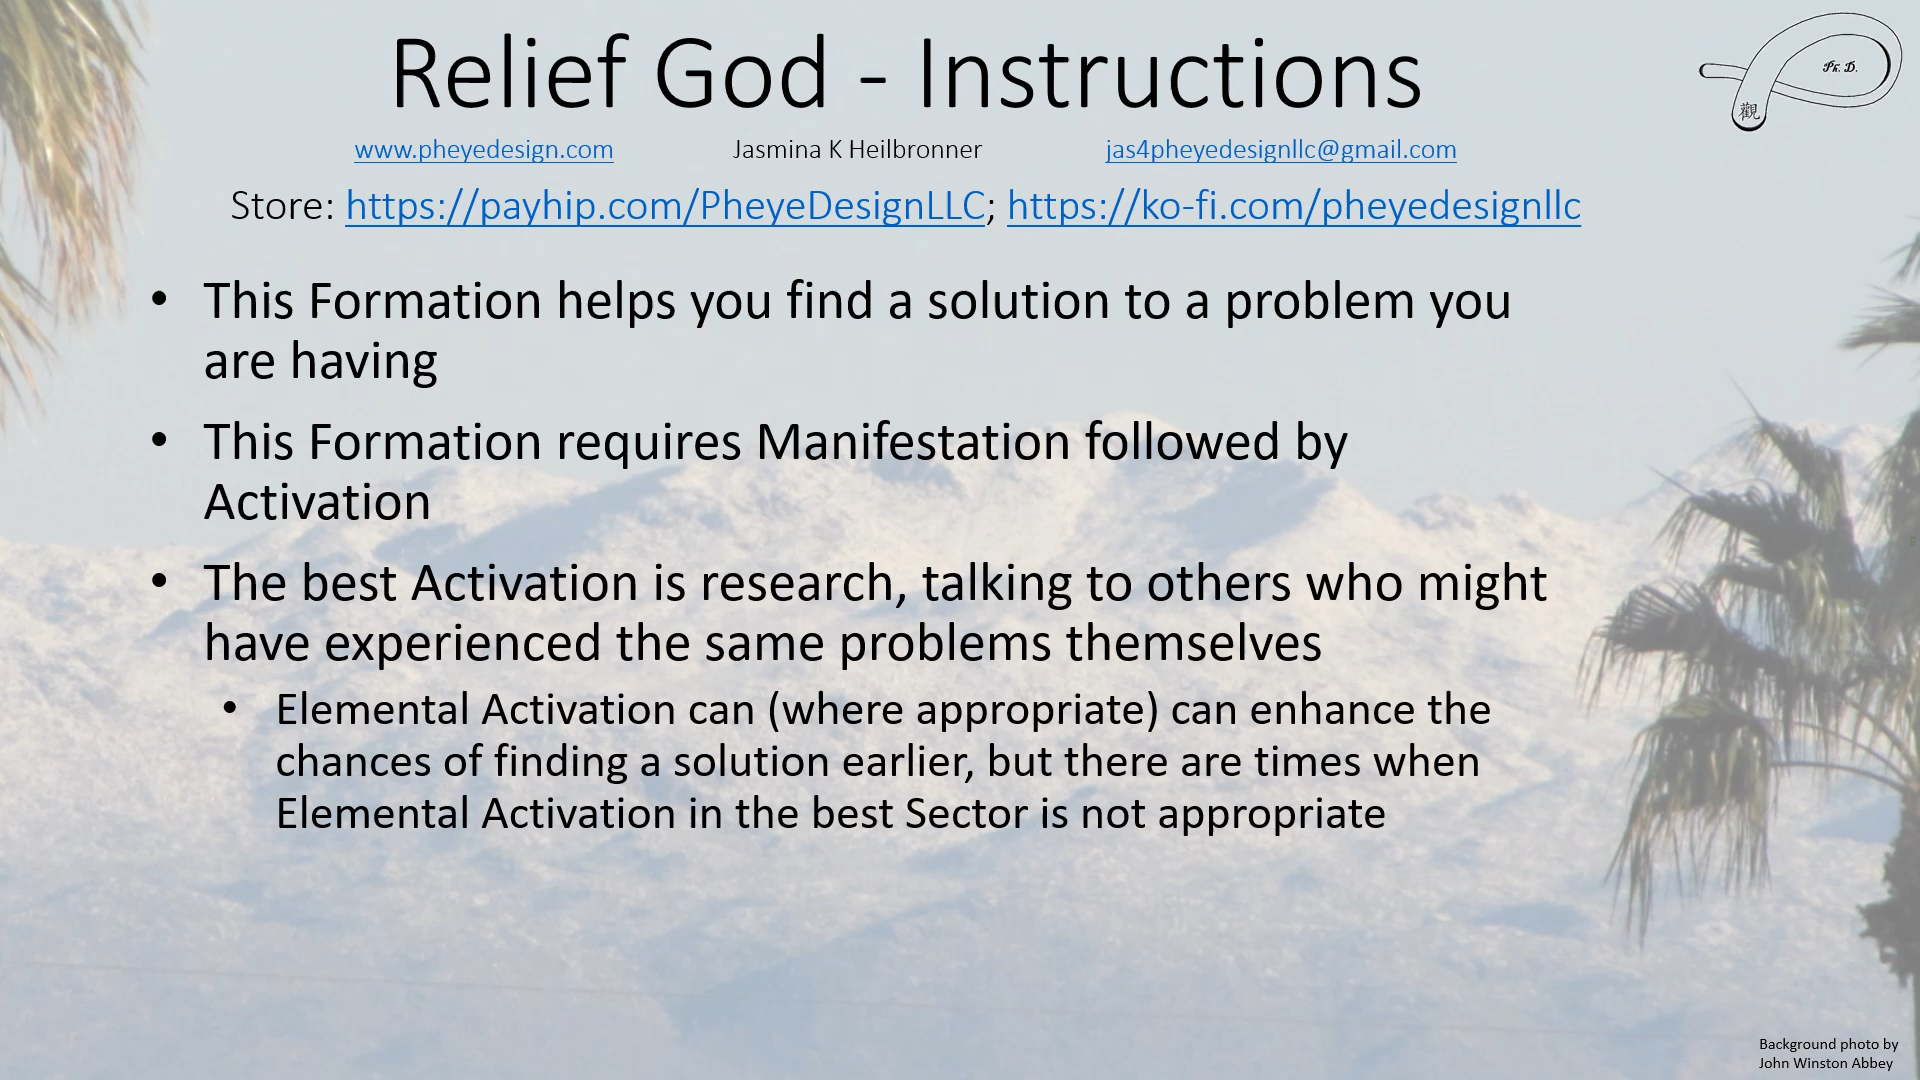 Relief God - Instructions
Ph. D.
觀
www.pheyedesign.com Jasmina K Heilbronner jas4pheyedesignllc@gmail.com
Store: https://payhip.com/PheyeDesignLLC; https://ko-fi.com/pheyedesignllc
• This Formation helps you find a solution to a problem you
are having
• This Formation requires Manifestation followed by
Activation
• The best Activation is research, talking to others who might
have experienced the same problems themselves
• Elemental Activation can (where appropriate) can enhance the
chances of finding a solution earlier, but there are times when
Elemental Activation in the best Sector is not appropriate
Background photo by
John Winston Abbey